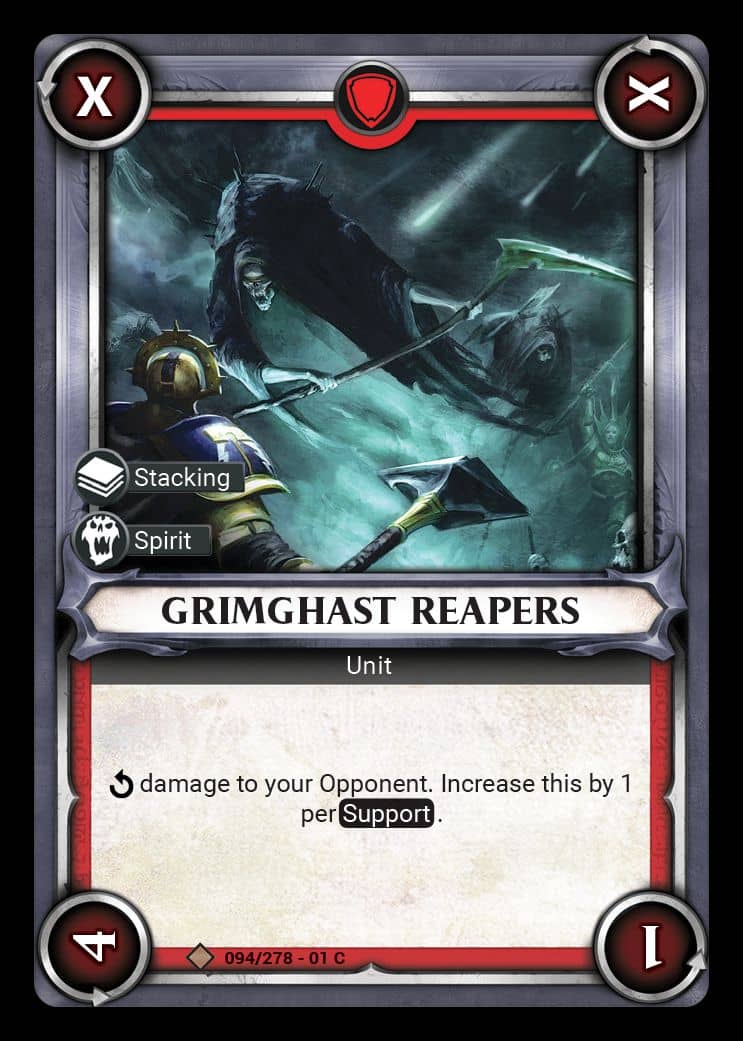 X X
Stacking
Spirit
GRIMGHAST REAPERS
Unit
damage to your Opponent. Increase this by 1
per Support.
4 1
094/278 - 01 C